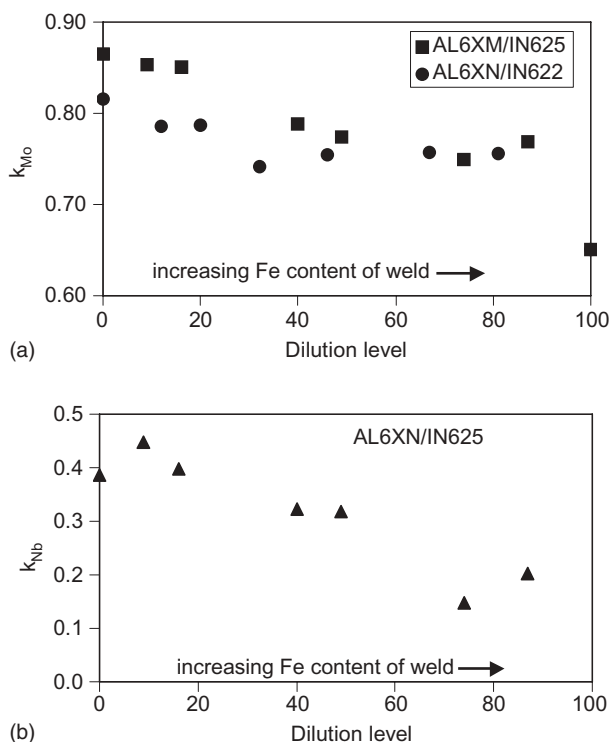 0.90
0.80
0.70
0.60
k_Mo
AL6XM/IN625
AL6XN/IN622
increasing Fe content of weld
0 20 40 60 80 100
(a)
Dilution level
0.5
0.4
0.3
0.2
0.1
0.0
k_Nb
AL6XN/IN625
increasing Fe content of weld
0 20 40 60 80 100
(b)
Dilution level